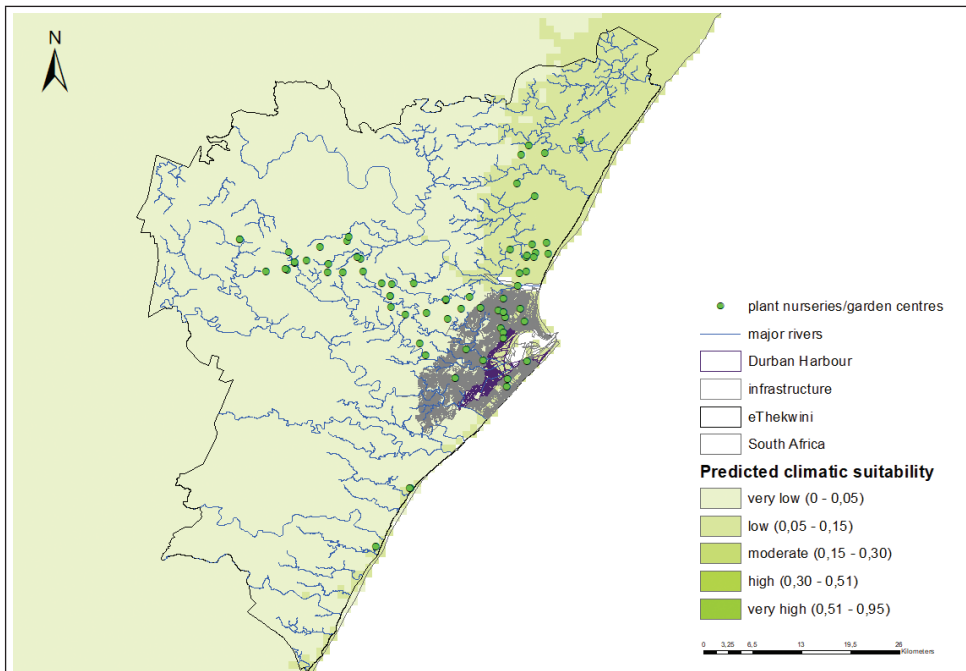 N
plant nurseries/garden centres
major rivers
Durban Harbour
infrastructure
eThekwini
South Africa
Predicted climatic suitability
very low (0 - 0,05)
low (0,05 - 0,15)
moderate (0,15 - 0,30)
high (0,30 - 0,51)
very high (0,51 - 0,95)
0 3,25 6,5 13 19,5 26
Kilometers